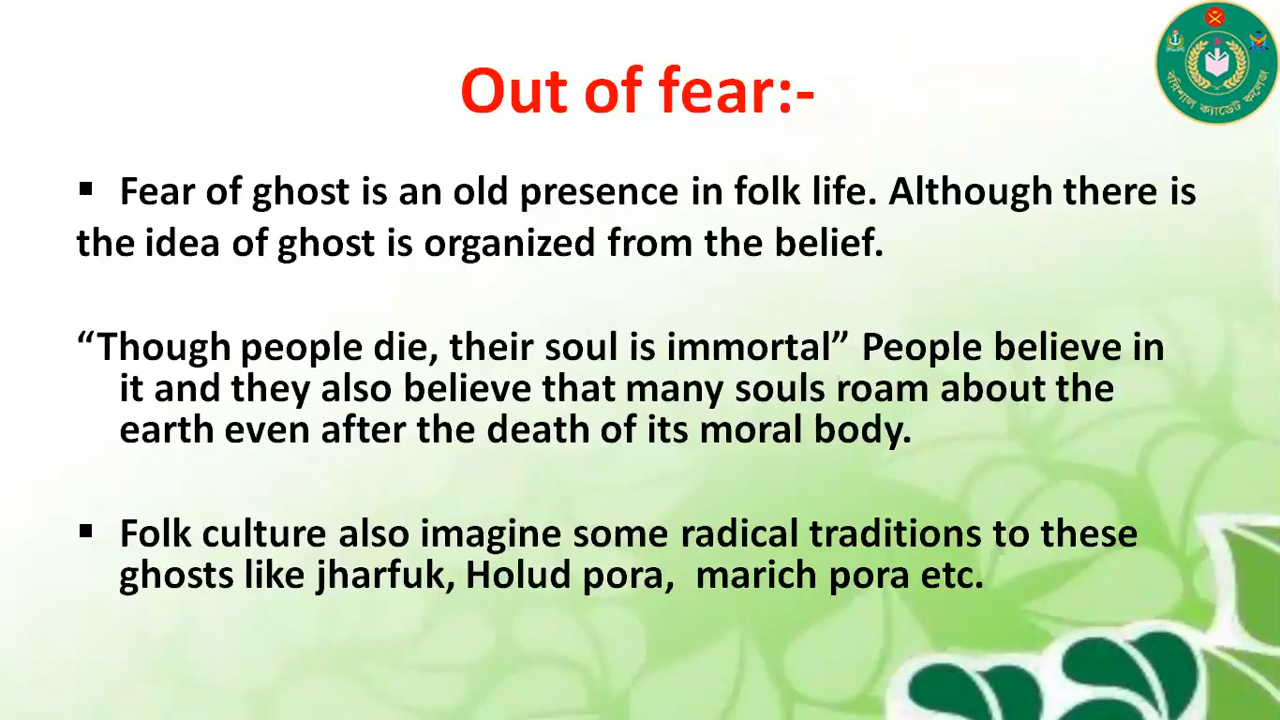 বরিশাল ক্যাডেট কলেজ
Out of fear:-
▪ Fear of ghost is an old presence in folk life. Although there is
the idea of ghost is organized from the belief.
“Though people die, their soul is immortal” People believe in
it and they also believe that many souls roam about the
earth even after the death of its moral body.
▪ Folk culture also imagine some radical traditions to these
ghosts like jharfuk, Holud pora, marich pora etc.